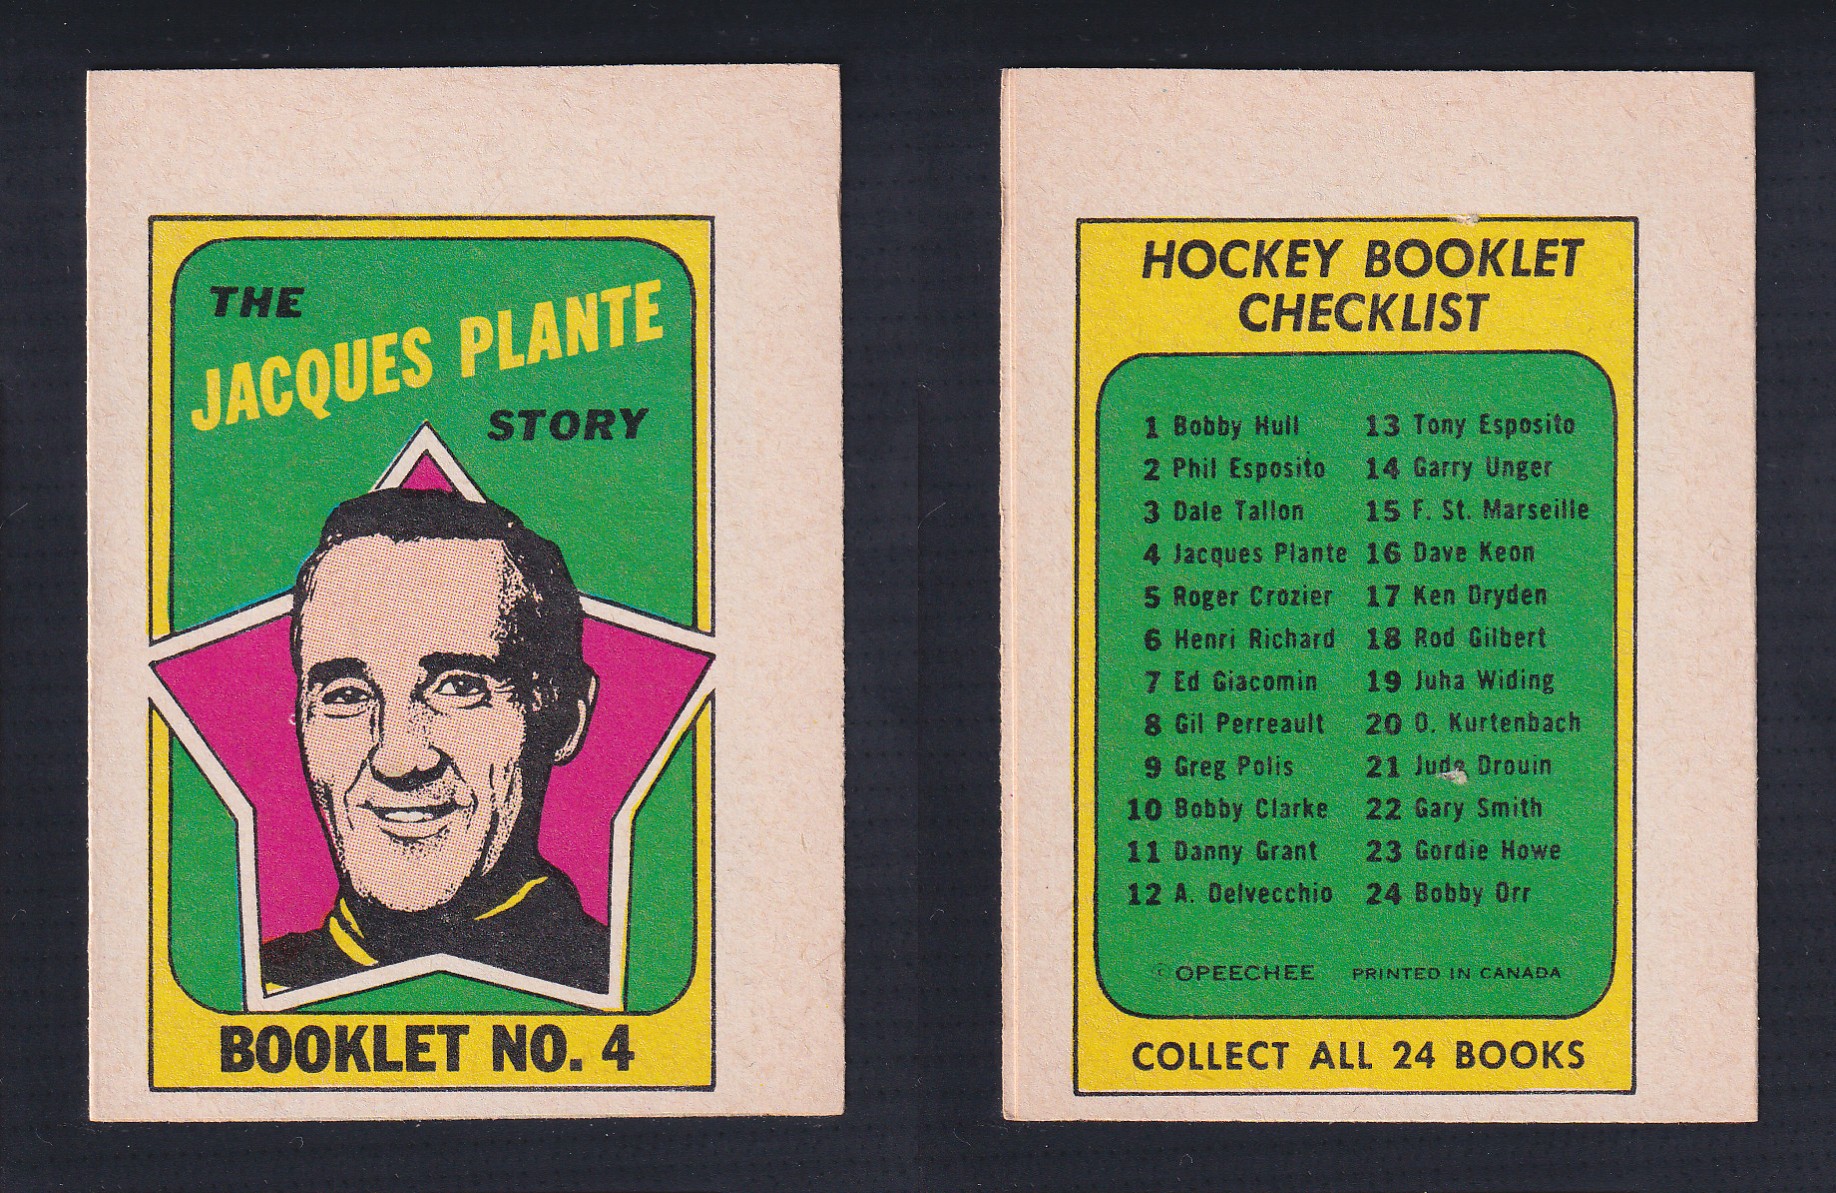 THE
JACQUES PLANTE
STORY
BOOKLET NO. 4
HOCKEY BOOKLET
CHECKLIST
1 Bobby Hull
2 Phil Esposito
3 Dale Tallon
4 Jacques Plante
5 Roger Crozier
6 Henri Richard
7 Ed Giacomin
8 Gil Perreault
9 Greg Polis
10 Bobby Clarke
11 Danny Grant
12 A. Delvecchio
13 Tony Esposito
14 Garry Unger
15 F. St. Marseille
16 Dave Keon
17 Ken Dryden
18 Rod Gilbert
19 Juha Widing
20 O. Kurtenbach
21 Jude Drouin
22 Gary Smith
23 Gordie Howe
24 Bobby Orr
© OPEECHEE PRINTED IN CANADA
COLLECT ALL 24 BOOKS